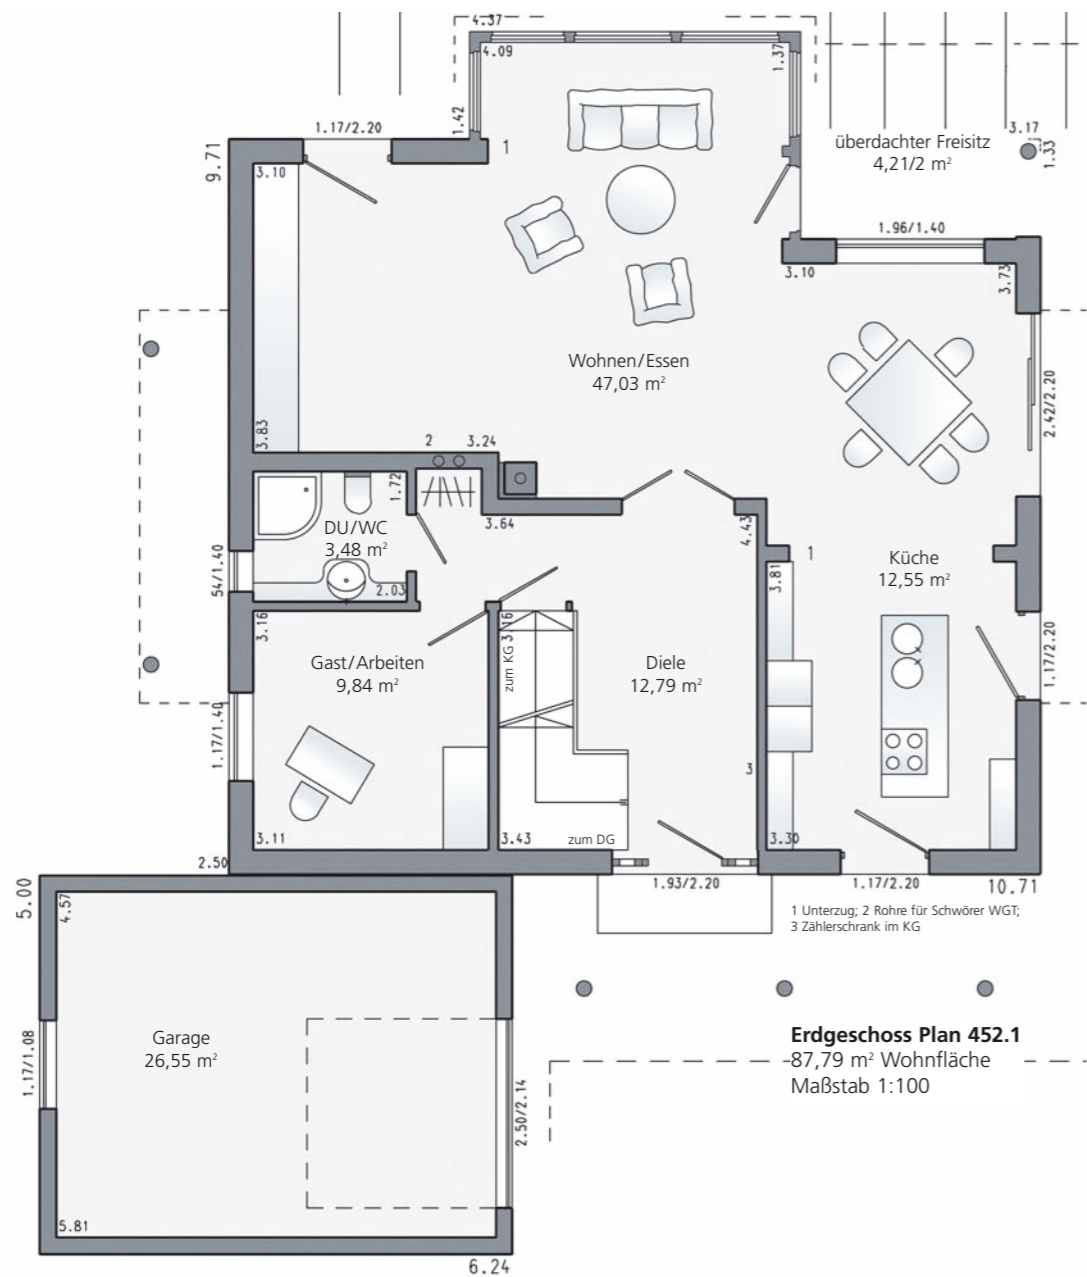 4.37
4.09
1.37
1.42
1.17/2.20
1
überdachter Freisitz
4,21/2 m²
3.17
1.33
9.71
3.10
1.96/1.40
3.10
3.73
Wohnen/Essen
47,03 m²
2.42/2.20
3.83
2
3.24
1.72
3.64
4.43
DU/WC
3,48 m²
54/1.40
2.03
1
Küche
12,55 m²
3.81
3.16
3.16
zum KG
Gast/Arbeiten
9,84 m²
Diele
12,79 m²
1.17/2.20
1.17/1.40
3
3.11
3.43
zum DG
3.30
2.50
1.93/2.20
1.17/2.20
10.71
5.00
4.57
1 Unterzug; 2 Rohre für Schwörer WGT;
3 Zählerschrank im KG
Garage
26,55 m²
1.17/1.08
2.50/2.14
Erdgeschoss Plan 452.1
87,79 m² Wohnfläche
Maßstab 1:100
5.81
6.24